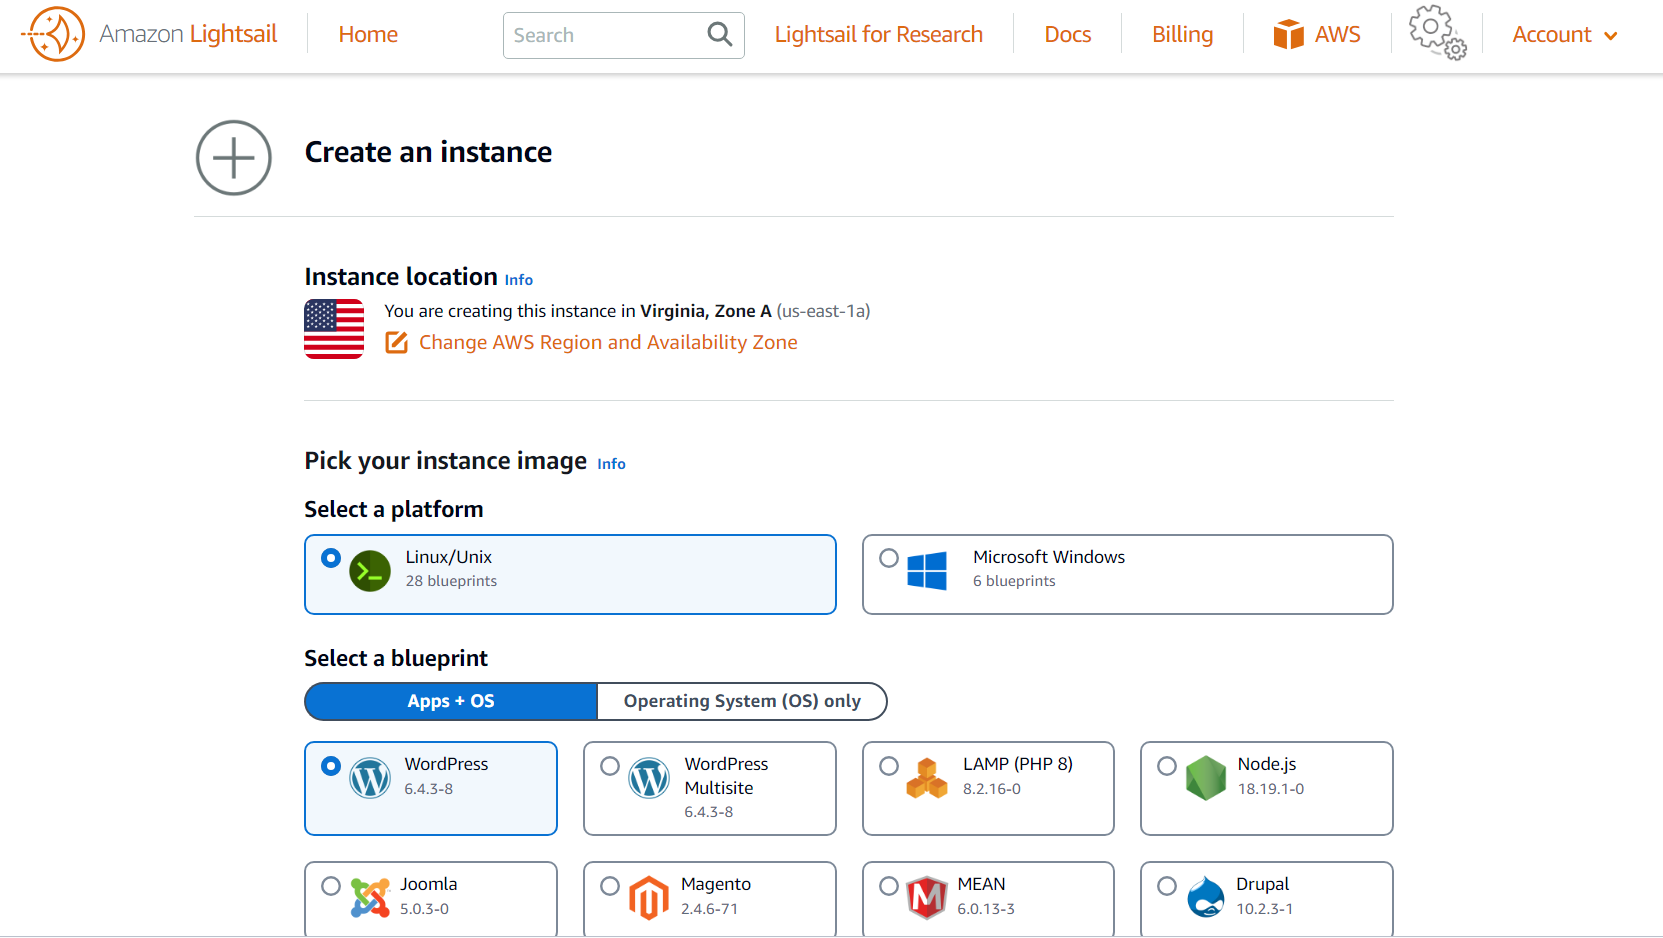 Amazon Lightsail
Home
Search
Lightsail for Research
Docs
Billing
AWS
Account
Create an instance
Instance location Info
You are creating this instance in Virginia, Zone A (us-east-1a)
Change AWS Region and Availability Zone
Pick your instance image Info
Select a platform
Linux/Unix
28 blueprints
Microsoft Windows
6 blueprints
Select a blueprint
Apps + OS
Operating System (OS) only
WordPress
6.4.3-8
WordPress
Multisite
6.4.3-8
LAMP (PHP 8)
8.2.16-0
Node.js
18.19.1-0
Joomla
5.0.3-0
Magento
2.4.6-71
MEAN
6.0.13-3
Drupal
10.2.3-1